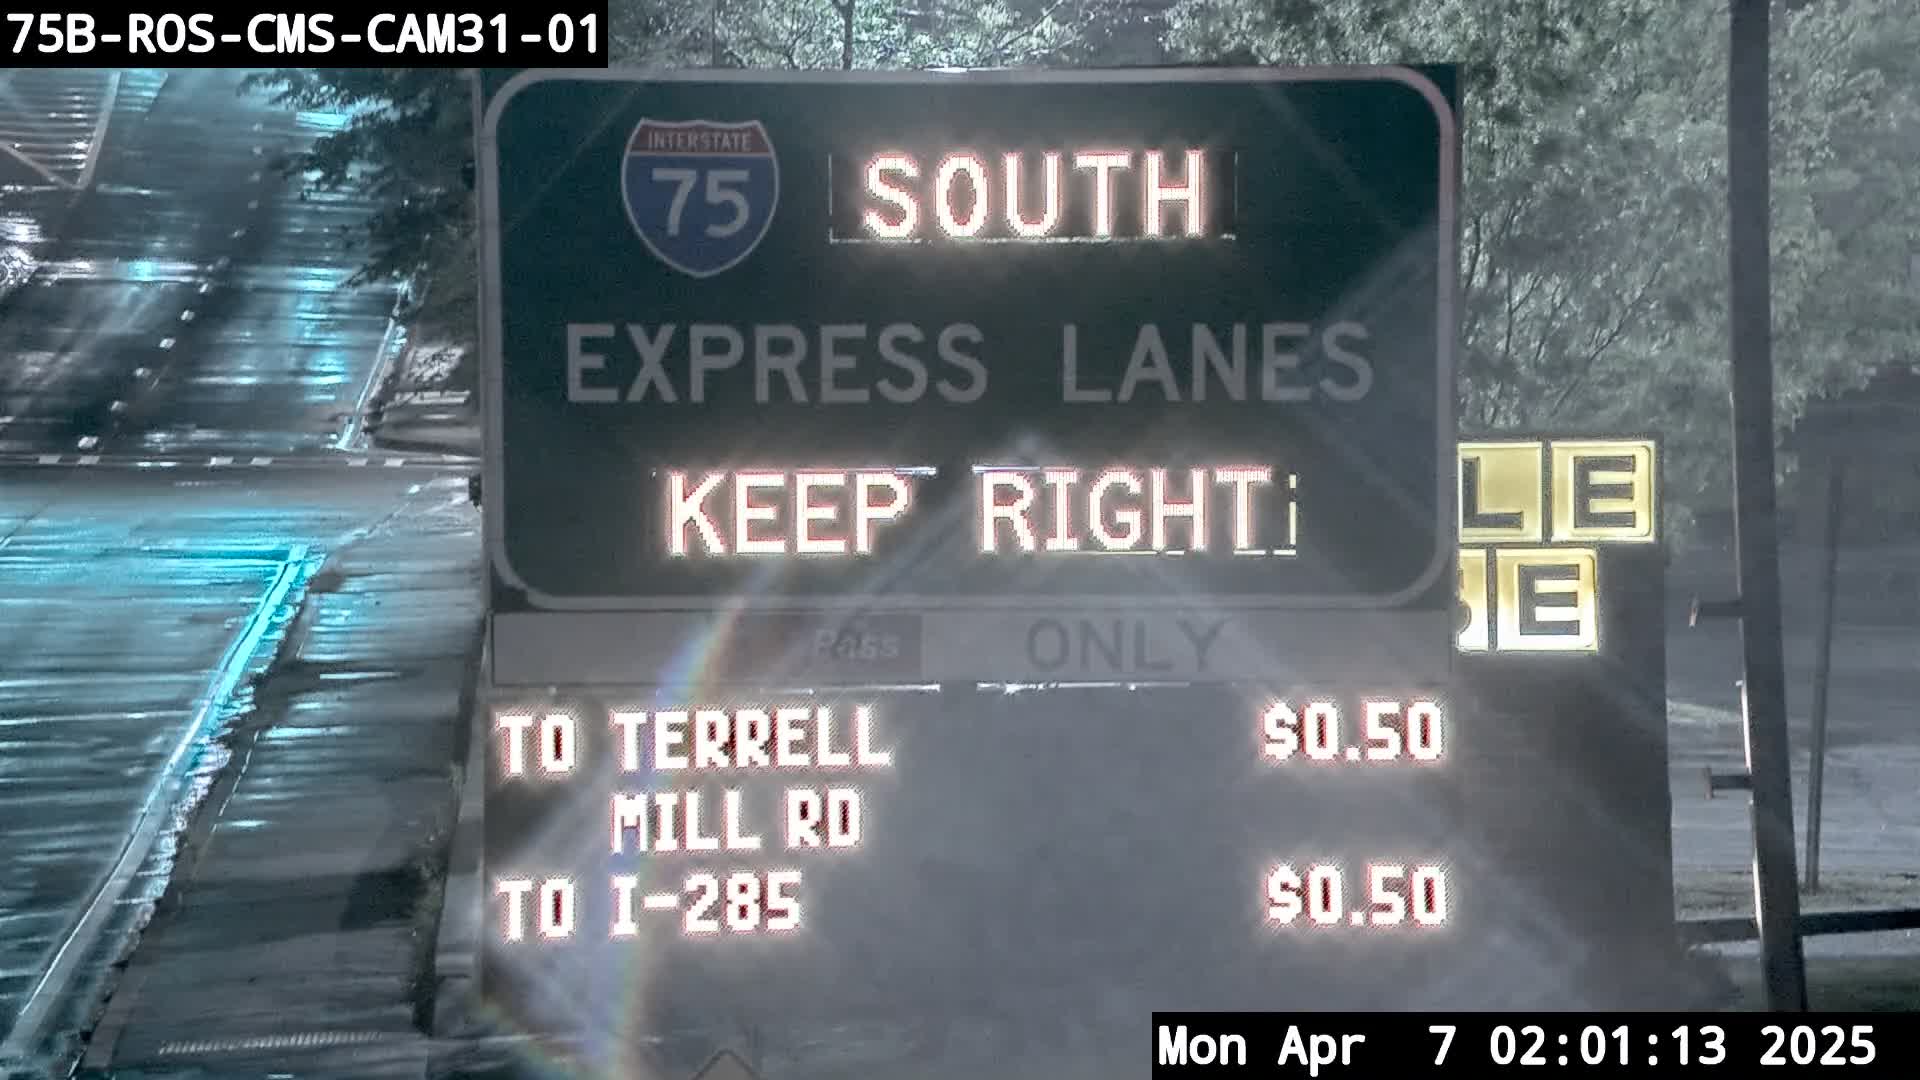 75B-ROS-CMS-CAM31-01
INTERSTATE
75
SOUTH
EXPRESS LANES
KEEP RIGHT
Pass ONLY
LE
E
TO TERRELL $0.50
MILL RD
TO I-285 $0.50
Mon Apr 7 02:01:13 2025